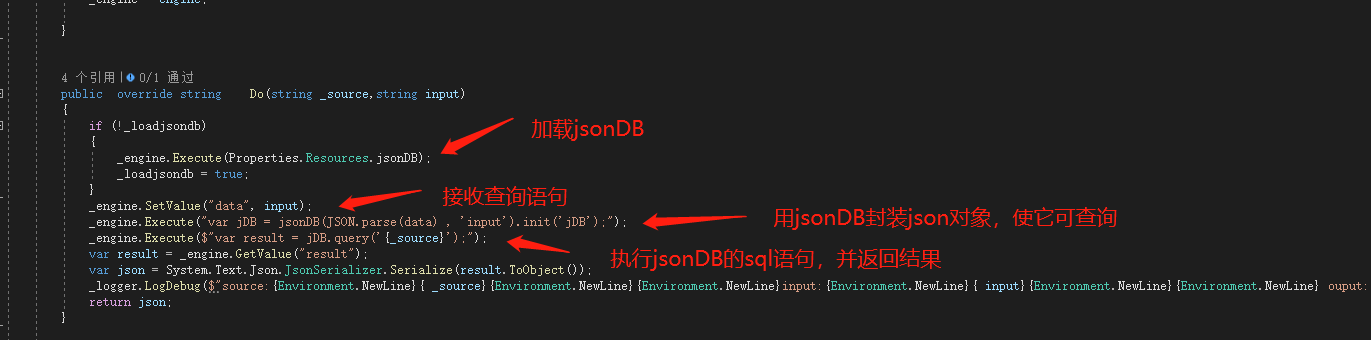 }
4 个引用 | 0/1 通过
public override string Do(string _source,string input)
{
if (!_loadjsondb)
加载jsonDB
{
_engine.Execute(Properties.Resources.jsonDB);
_loadjsondb = true;
}
接收查询语句
_engine.SetValue("data", input);
_engine.Execute("var jDB = jsonDB(JSON.parse(data) , 'input').init('jDB');");
用jsonDB封装json对象，使它可查询
_engine.Execute($"var result = jDB.query('{_source}');");
var result = _engine.GetValue("result");
执行jsonDB的sql语句，并返回结果
var json = System.Text.Json.JsonSerializer.Serialize(result.ToObject());
_logger.LogDebug($"source:{Environment.NewLine}{ _source}{Environment.NewLine}{Environment.NewLine}input:{Environment.NewLine}{ input}{Environment.NewLine}{Environment.NewLine} ouput:
return json;
}